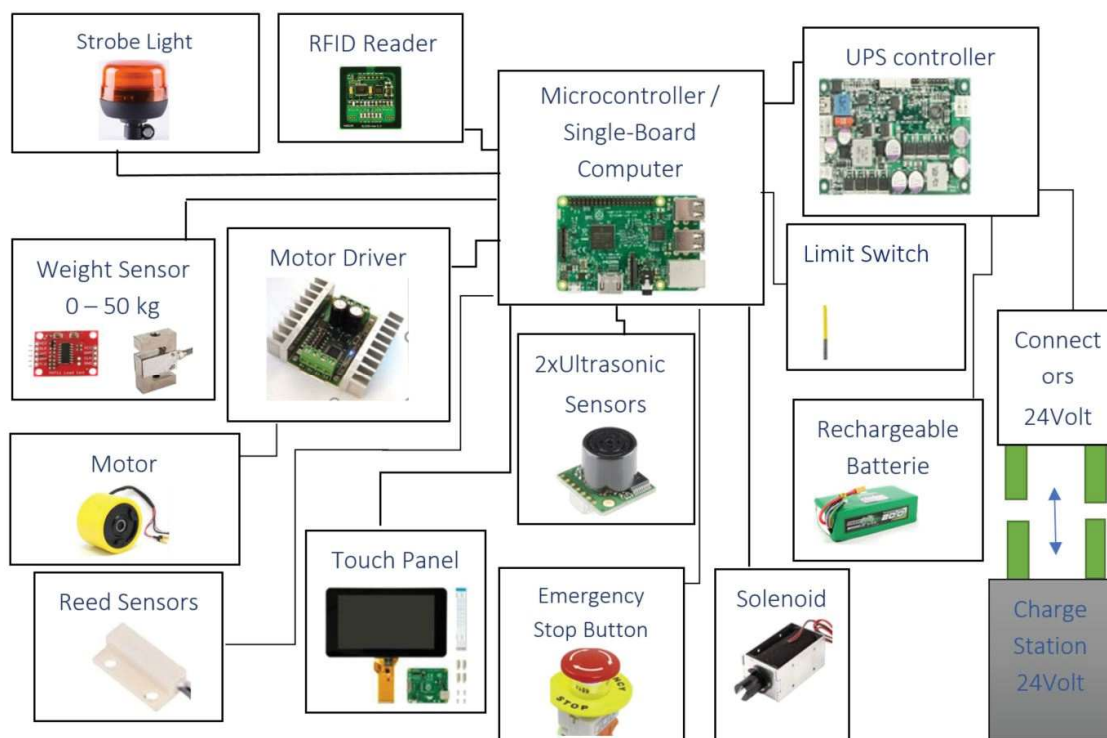 Strobe Light
RFID Reader
Microcontroller /
Single-Board
Computer
UPS controller
Weight Sensor
0 – 50 kg
Motor Driver
2xUltrasonic
Sensors
Limit Switch
Connect
ors
24Volt
Motor
Rechargeable
Batterie
Reed Sensors
Touch Panel
Emergency
Stop Button
STOP
Solenoid
Charge
Station
24Volt